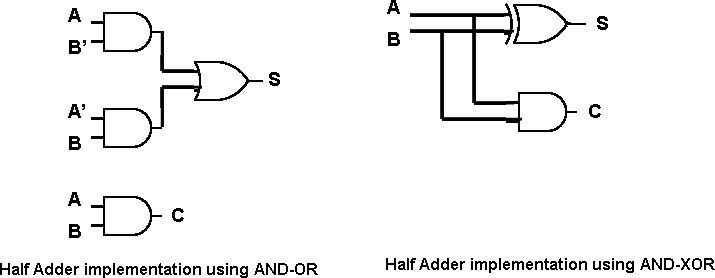 A
B’
S
A’
B
A
B
C
Half Adder implementation using AND-OR
A
B
S
C
Half Adder implementation using AND-XOR